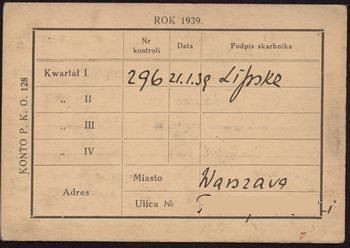 ROK 1939.
Nr kontroli Data Podpis skarbnika
Kwartał I 296 21.1.39 Lipske
„ II
„ III
„ IV
KONTO P. K. O. 128
Adres
Miasto Warszawa
Ulica №